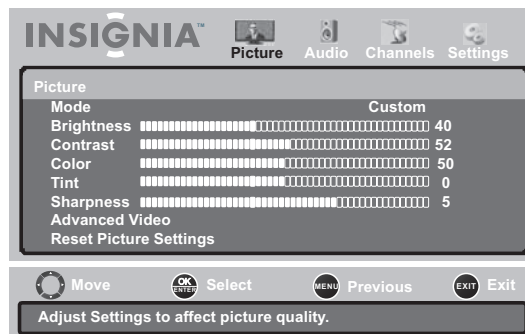 INSIGNIA™
Picture Audio Channels Settings
Picture
Mode Custom
Brightness 40
Contrast 52
Color 50
Tint 0
Sharpness 5
Advanced Video
Reset Picture Settings
Move OK ENTER Select MENU Previous EXIT Exit
Adjust Settings to affect picture quality.